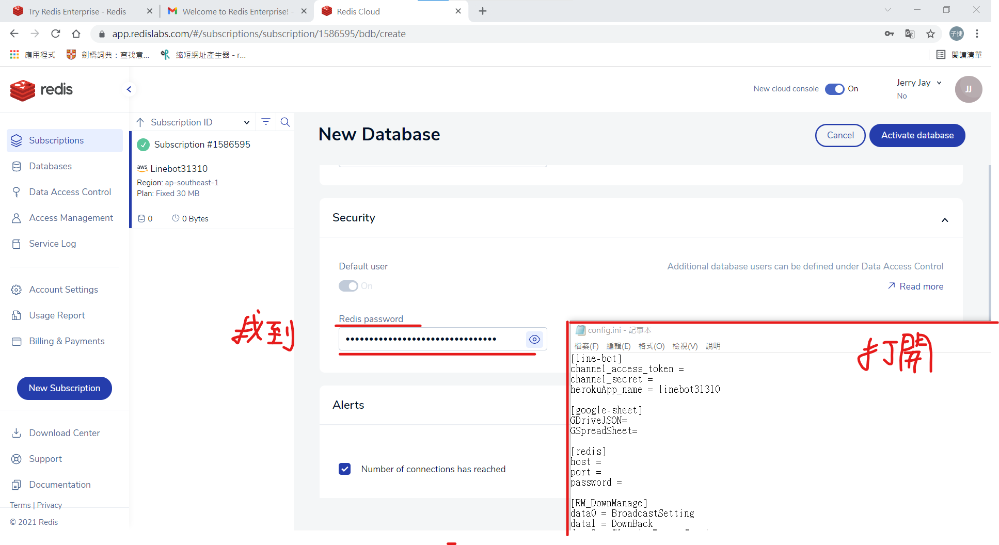 Try Redis Enterprise - Redis
Welcome to Redis Enterprise! -
Redis Cloud
app.redislabs.com/#/subscriptions/subscription/1586595/bdb/create
子捷
應用程式
劍橋詞典：查找意...
縮短網址產生器 - r...
閱讀清單
redis
New cloud console
On
Jerry Jay
No
JJ
Subscriptions
Databases
Data Access Control
Access Management
Service Log
Account Settings
Usage Report
Billing & Payments
New Subscription
Download Center
Support
Documentation
Terms | Privacy
© 2021 Redis
Subscription ID
Subscription #1586595
aws Linebot31310
Region: ap-southeast-1
Plan: Fixed 30 MB
0
0 Bytes
New Database
Cancel
Activate database
Security
Default user
Additional database users can be defined under Data Access Control
On
Read more
找到
Redis password
Alerts
Number of connections has reached
config.ini - 記事本
檔案(F) 編輯(E) 格式(O) 檢視(V) 說明
打開
[line-bot]
channel_access_token =
channel_secret =
herokuApp_name = linebot31310
[google-sheet]
GDriveJSON=
GSpreadSheet=
[redis]
host =
port =
password =
[RM_DownManage]
data0 = BroadcastSetting
data1 = DownBack